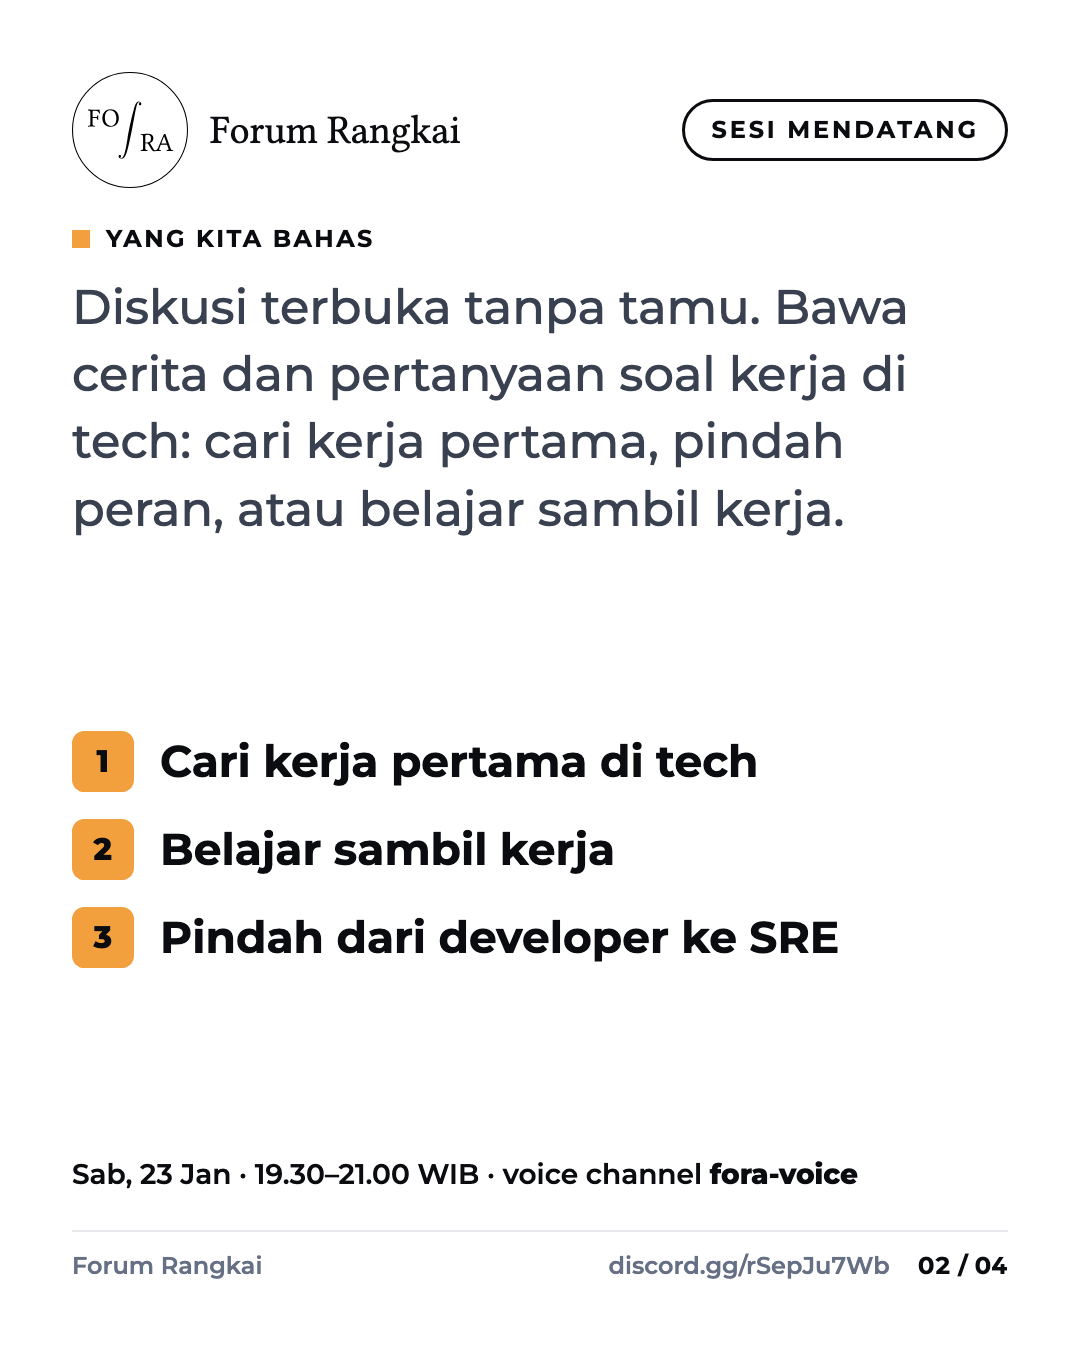 FO
RA
Forum Rangkai
SESI MENDATANG
YANG KITA BAHAS
Diskusi terbuka tanpa tamu. Bawa
cerita dan pertanyaan soal kerja di
tech: cari kerja pertama, pindah
peran, atau belajar sambil kerja.
1 Cari kerja pertama di tech
2 Belajar sambil kerja
3 Pindah dari developer ke SRE
Sab, 23 Jan · 19.30–21.00 WIB · voice channel fora-voice
Forum Rangkai
discord.gg/rSepJu7Wb 02 / 04